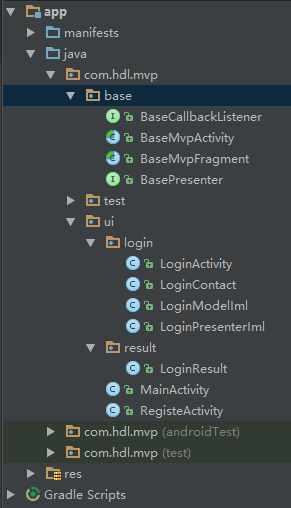 app
manifests
java
com.hdl.mvp
base
BaseCallbackListener
BaseMvpActivity
BaseMvpFragment
BasePresenter
test
ui
login
LoginActivity
LoginContact
LoginModelIml
LoginPresenterIml
result
LoginResult
MainActivity
RegisteActivity
com.hdl.mvp (androidTest)
com.hdl.mvp (test)
res
Gradle Scripts